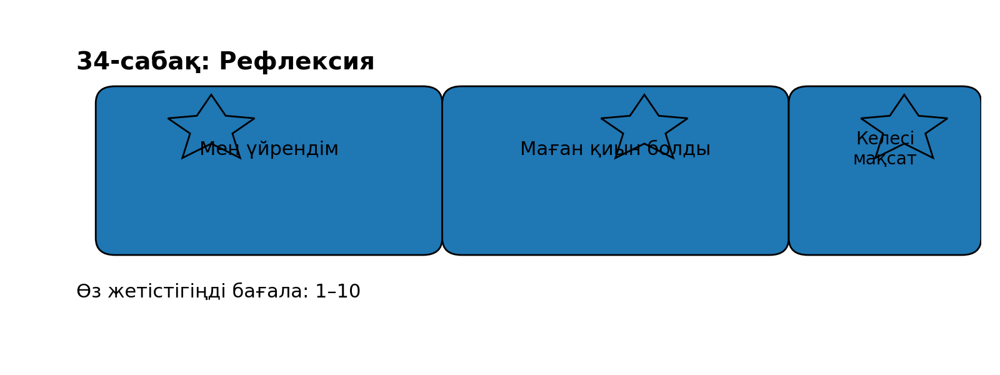 34-сабақ: Рефлексия
Мен үйрендім
Маған қиын болды
Келесі
мақсат
Өз жетістігіңді бағала: 1–10